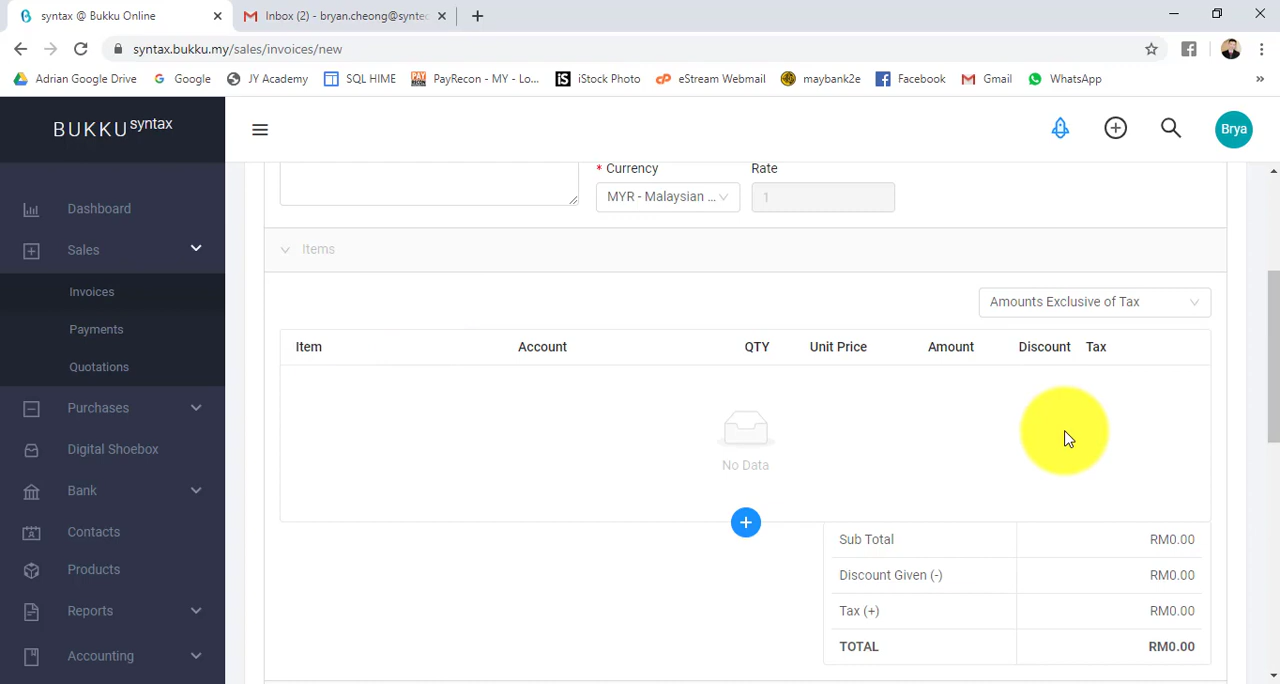 syntax @ Bukku Online
Inbox (2) - bryan.cheong@syntec
syntax.bukku.my/sales/invoices/new
Adrian Google Drive
Google
JY Academy
SQL HIME
PayRecon - MY - Lo...
iStock Photo
eStream Webmail
maybank2e
Facebook
Gmail
WhatsApp
BUKKU syntax
Brya
Dashboard
Sales
Invoices
Payments
Quotations
Purchases
Digital Shoebox
Bank
Contacts
Products
Reports
Accounting
* Currency
Rate
MYR - Malaysian ...
1
Items
Amounts Exclusive of Tax
Item Account QTY Unit Price Amount Discount Tax
No Data
Sub Total RM0.00
Discount Given (-) RM0.00
Tax (+) RM0.00
TOTAL RM0.00